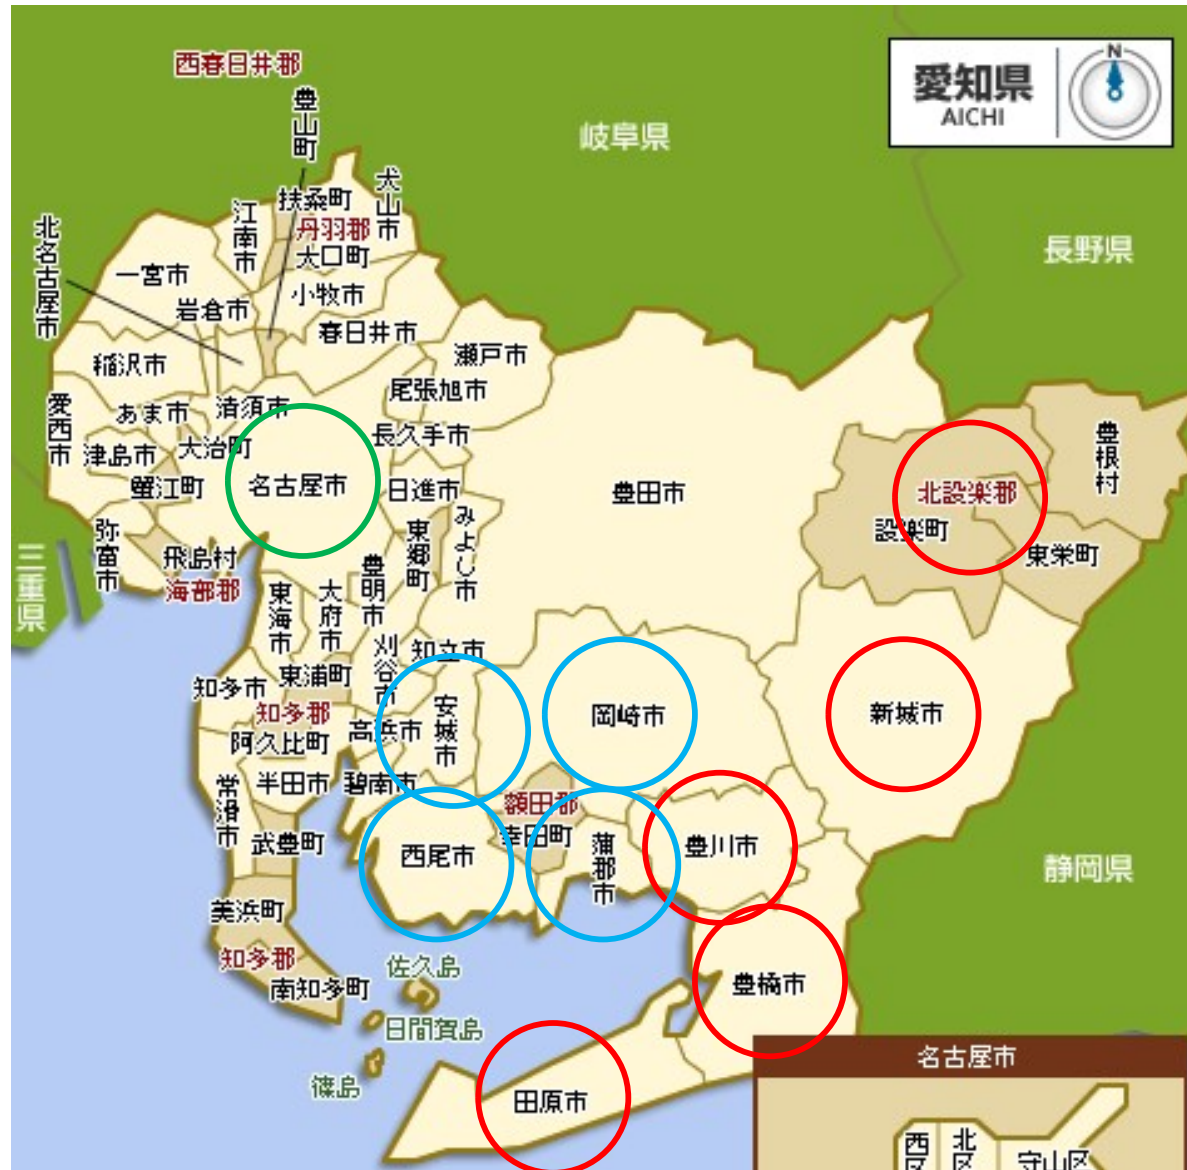 西春日井郡
豊山町
愛知県
AICHI
N
岐阜県
長野県
北名古屋市
江南市
扶桑町
犬山市
丹羽郡
大口町
一宮市
岩倉市
小牧市
春日井市
瀬戸市
稲沢市
尾張旭市
愛西市
あま市
清須市
長久手市
津島市
大治町
蟹江町
名古屋市
日進市
豊田市
北設楽郡
豊根村
設楽町
東栄町
みよし市
東郷町
弥富市
飛島村
海部郡
三重県
豊明市
東海市
大府市
刈谷市
知立市
東浦町
知多市
知多郡
阿久比町
高浜市
安城市
岡崎市
新城市
常滑市
半田市
碧南市
額田郡
幸田町
武豊町
西尾市
蒲郡市
豊川市
静岡県
美浜町
知多郡
南知多町
佐久島
日間賀島
篠島
豊橋市
田原市
名古屋市
西区
北区
守山区